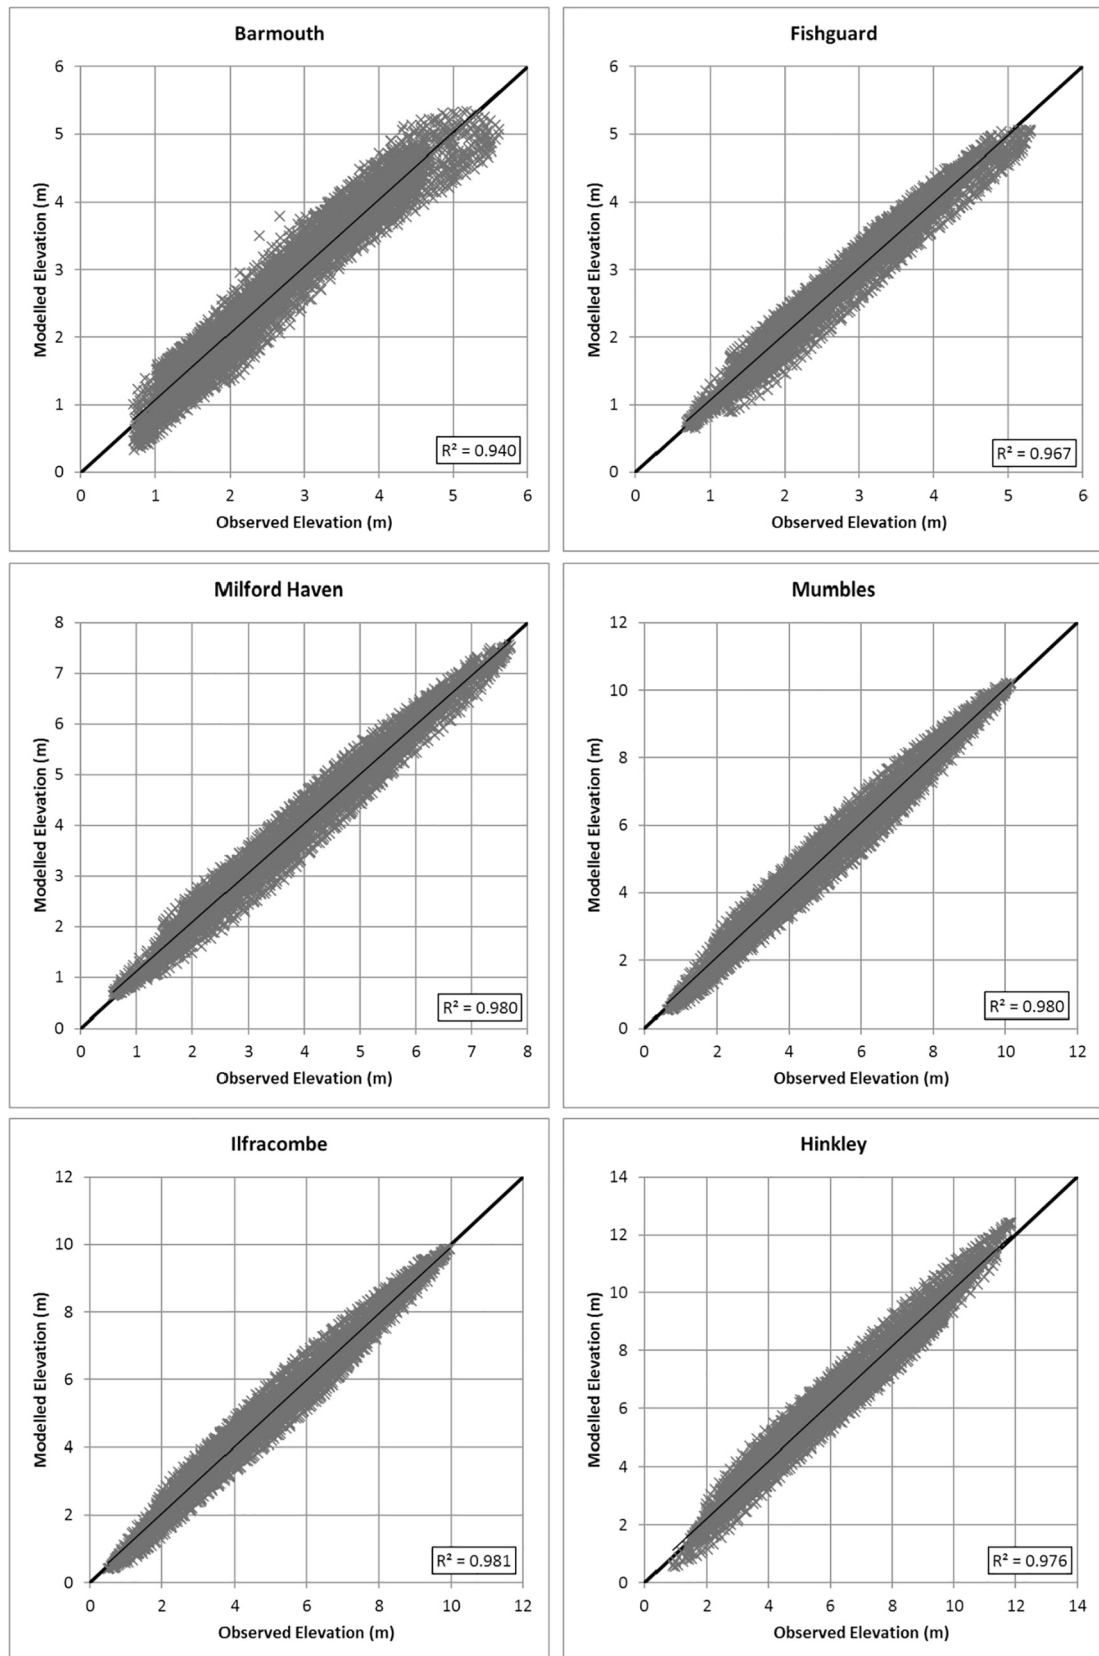 Barmouth
6
5
4
3
2
1
0
Modelled Elevation (m)
R² = 0.940
0 1 2 3 4 5 6
Observed Elevation (m)
Fishguard
6
5
4
3
2
1
0
Modelled Elevation (m)
R² = 0.967
0 1 2 3 4 5 6
Observed Elevation (m)
Milford Haven
8
7
6
5
4
3
2
1
0
Modelled Elevation (m)
R² = 0.980
0 1 2 3 4 5 6 7 8
Observed Elevation (m)
Mumbles
12
10
8
6
4
2
0
Modelled Elevation (m)
R² = 0.980
0 2 4 6 8 10 12
Observed Elevation (m)
Ilfracombe
12
10
8
6
4
2
0
Modelled Elevation (m)
R² = 0.981
0 2 4 6 8 10 12
Observed Elevation (m)
Hinkley
14
12
10
8
6
4
2
0
Modelled Elevation (m)
R² = 0.976
0 2 4 6 8 10 12 14
Observed Elevation (m)